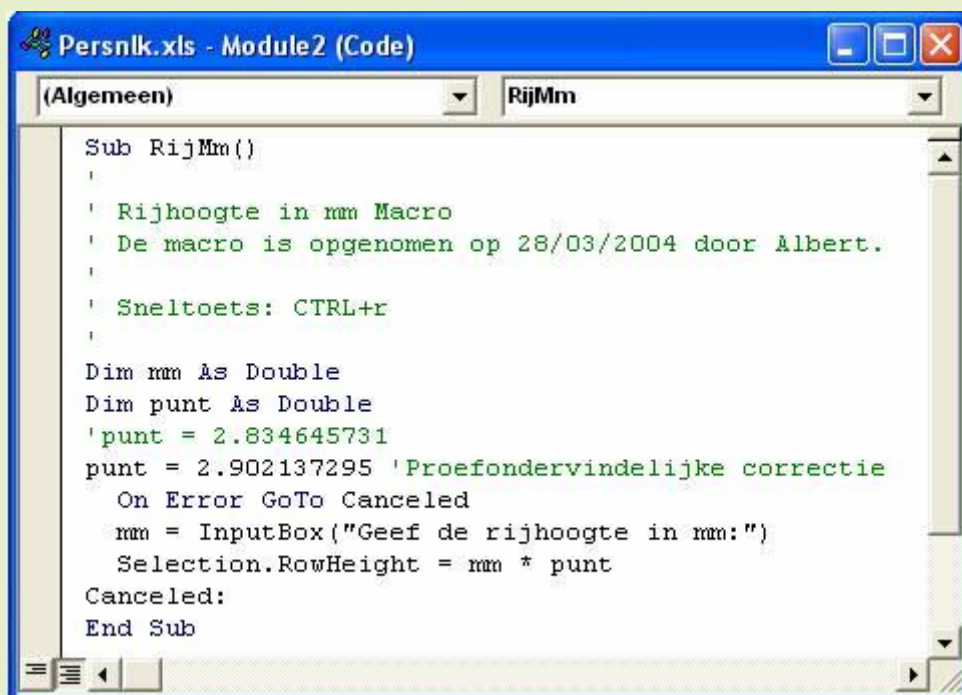 Persnlk.xls - Module2 (Code)
(Algemeen) RijMm
Sub RijMm()
'
' Rijhoogte in mm Macro
' De macro is opgenomen op 28/03/2004 door Albert.
'
' Sneltoets: CTRL+r
'
Dim mm As Double
Dim punt As Double
'punt = 2.834645731
punt = 2.902137295 'Proefondervindelijke correctie
On Error GoTo Canceled
mm = InputBox("Geef de rijhoogte in mm:")
Selection.RowHeight = mm * punt
Canceled:
End Sub